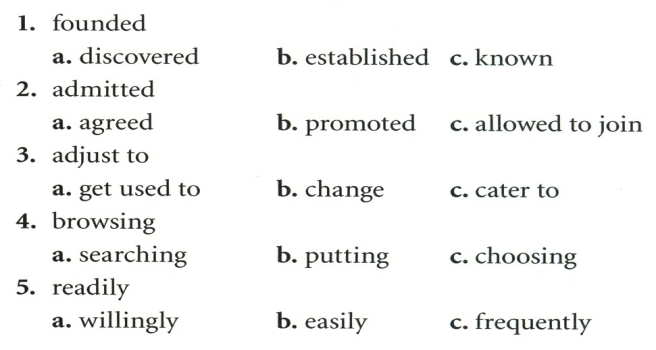 1. founded
a. discovered b. established c. known
2. admitted
a. agreed b. promoted c. allowed to join
3. adjust to
a. get used to b. change c. cater to
4. browsing
a. searching b. putting c. choosing
5. readily
a. willingly b. easily c. frequently